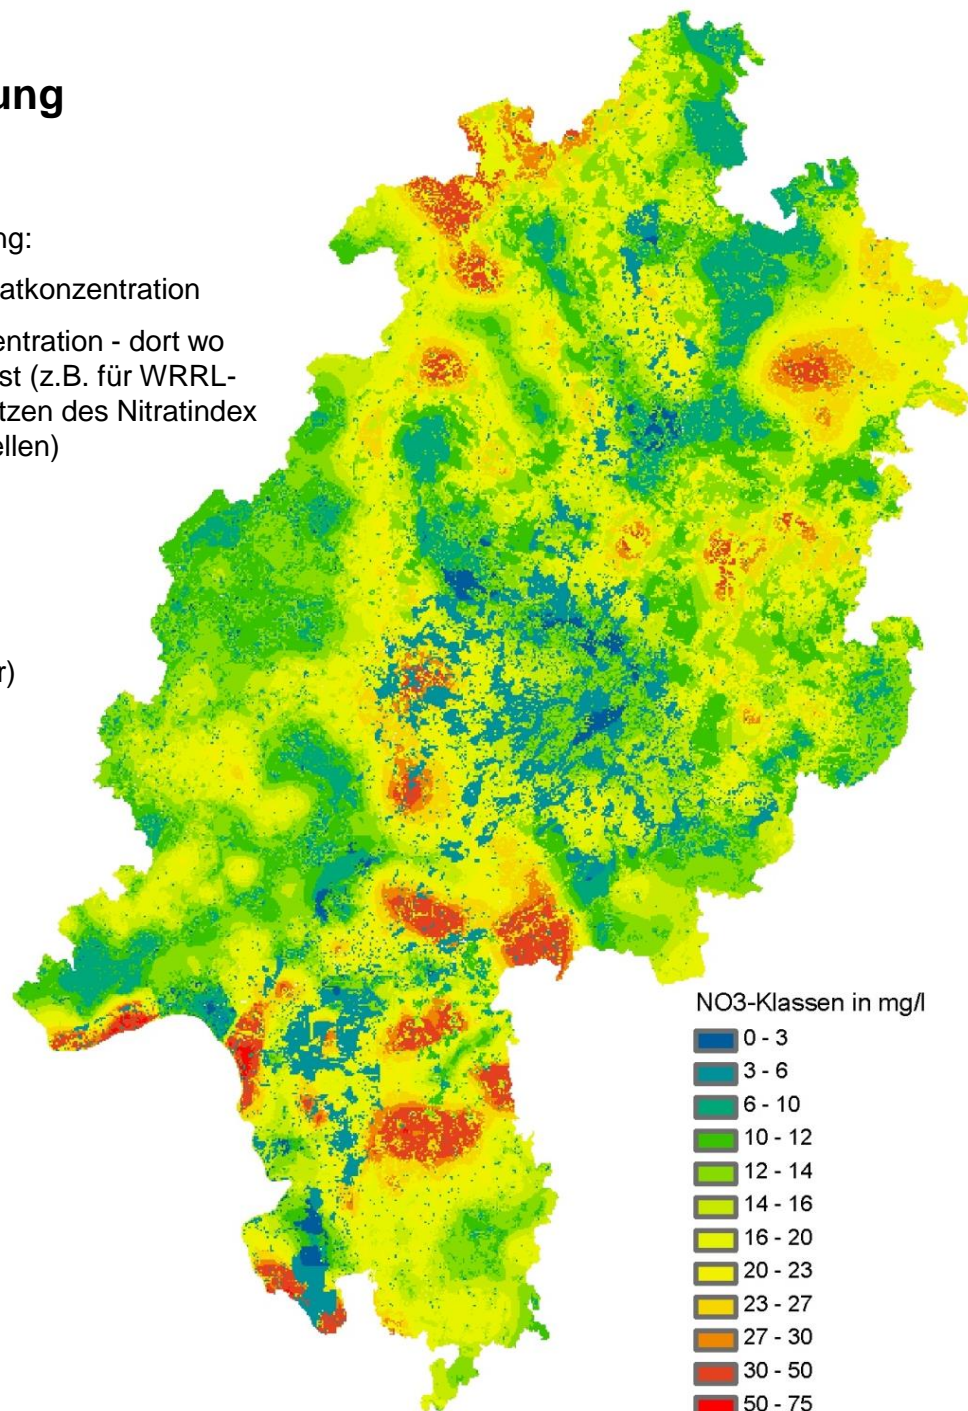 ung
ng:
atkonzentration
entration - dort wo
st (z.B. für WRRL-
tzen des Nitratindex
ellen)
r)
NO3-Klassen in mg/l
0 - 3
3 - 6
6 - 10
10 - 12
12 - 14
14 - 16
16 - 20
20 - 23
23 - 27
27 - 30
30 - 50
50 - 75